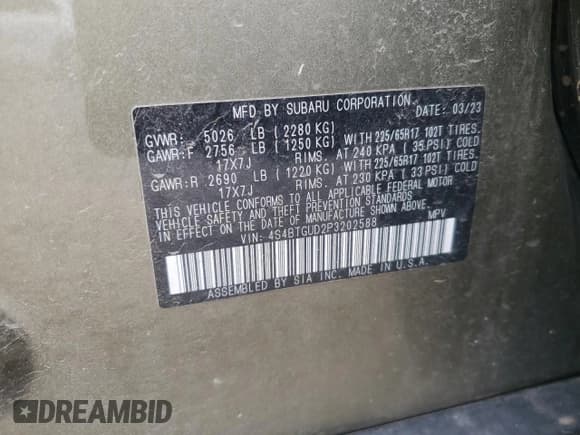 MFD BY SUBARU CORPORATION DATE: 03/23
GVWR: 5026 LB (2280 KG)
GAWR:F 2756 LB (1250 KG) WITH 225/65R17 102T TIRES,
17X7J RIMS, AT 240 KPA (35 PSI) COLD
GAWR:R 2690 LB (1220 KG) WITH 225/65R17 102T TIRES,
17X7J RIMS, AT 230 KPA (33 PSI) COLD
THIS VEHICLE CONFORMS TO ALL APPLICABLE FEDERAL MOTOR
VEHICLE SAFETY AND
IN EFFECT ON THE DATE OF MANUFACTURE SHOWN ABOVE.
VIN: 4S4BTGUD2P3202588 MPV
ASSEMBLED BY SIA INC. MADE IN U.S.A.
DREAMBID